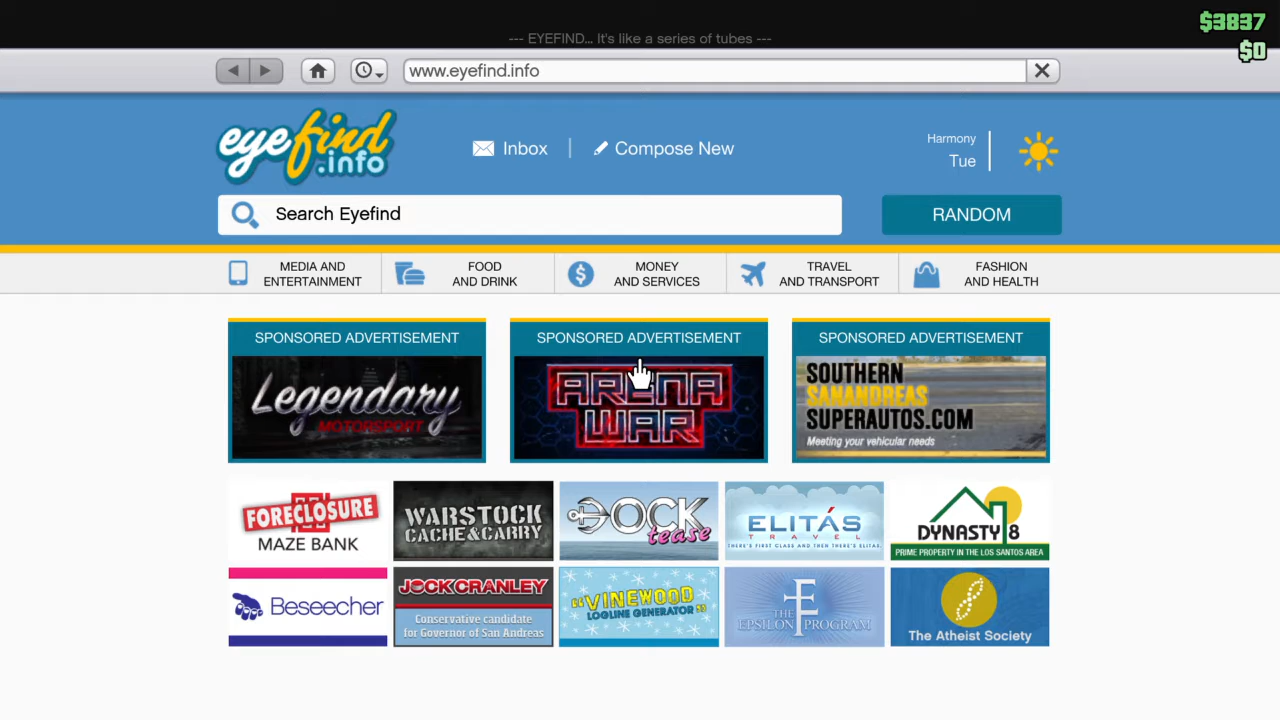 $3837
$0
--- EYEFIND... It's like a series of tubes ---
www.eyefind.info
eyefind
.info
Inbox
Compose New
Harmony
Tue
Search Eyefind
RANDOM
MEDIA AND
ENTERTAINMENT
FOOD
AND DRINK
MONEY
AND SERVICES
TRAVEL
AND TRANSPORT
FASHION
AND HEALTH
SPONSORED ADVERTISEMENT
Legendary
MOTORSPORT
SPONSORED ADVERTISEMENT
ARENA
WAR
SPONSORED ADVERTISEMENT
SOUTHERN
SANANDREAS
SUPERAUTOS.COM
Meeting your vehicular needs
FORECLOSURE
MAZE BANK
WARSTOCK
CACHE&CARRY
DOCK
tease
ELITÁS
TRAVEL
THERE'S FIRST CLASS AND THEN THERE'S ELITAS.
DYNASTY 8
PRIME PROPERTY IN THE LOS SANTOS AREA
Beseecher
JOCK CRANLEY
Conservative candidate
for Governor of San Andreas
"VINEWOOD
LOGLINE GENERATOR"
THE
EPSILON PROGRAM
The Atheist Society